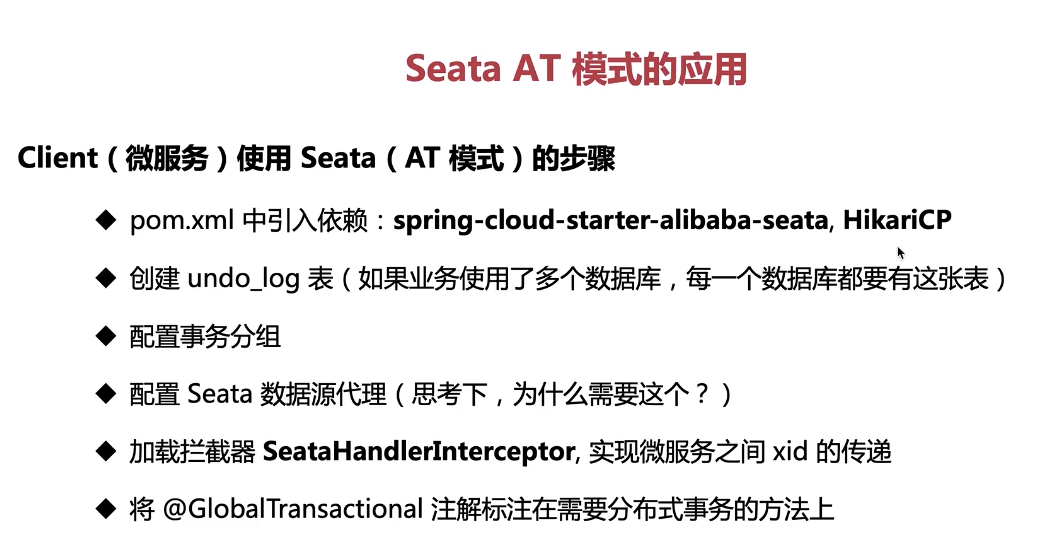 Seata AT 模式的应用
Client（微服务）使用 Seata（AT 模式）的步骤
◆ pom.xml 中引入依赖：spring-cloud-starter-alibaba-seata, HikariCP
◆ 创建 undo_log 表（如果业务使用了多个数据库，每一个数据库都要有这张表）
◆ 配置事务分组
◆ 配置 Seata 数据源代理（思考下，为什么需要这个？）
◆ 加载拦截器 SeataHandlerInterceptor, 实现微服务之间 xid 的传递
◆ 将 @GlobalTransactional 注解标注在需要分布式事务的方法上